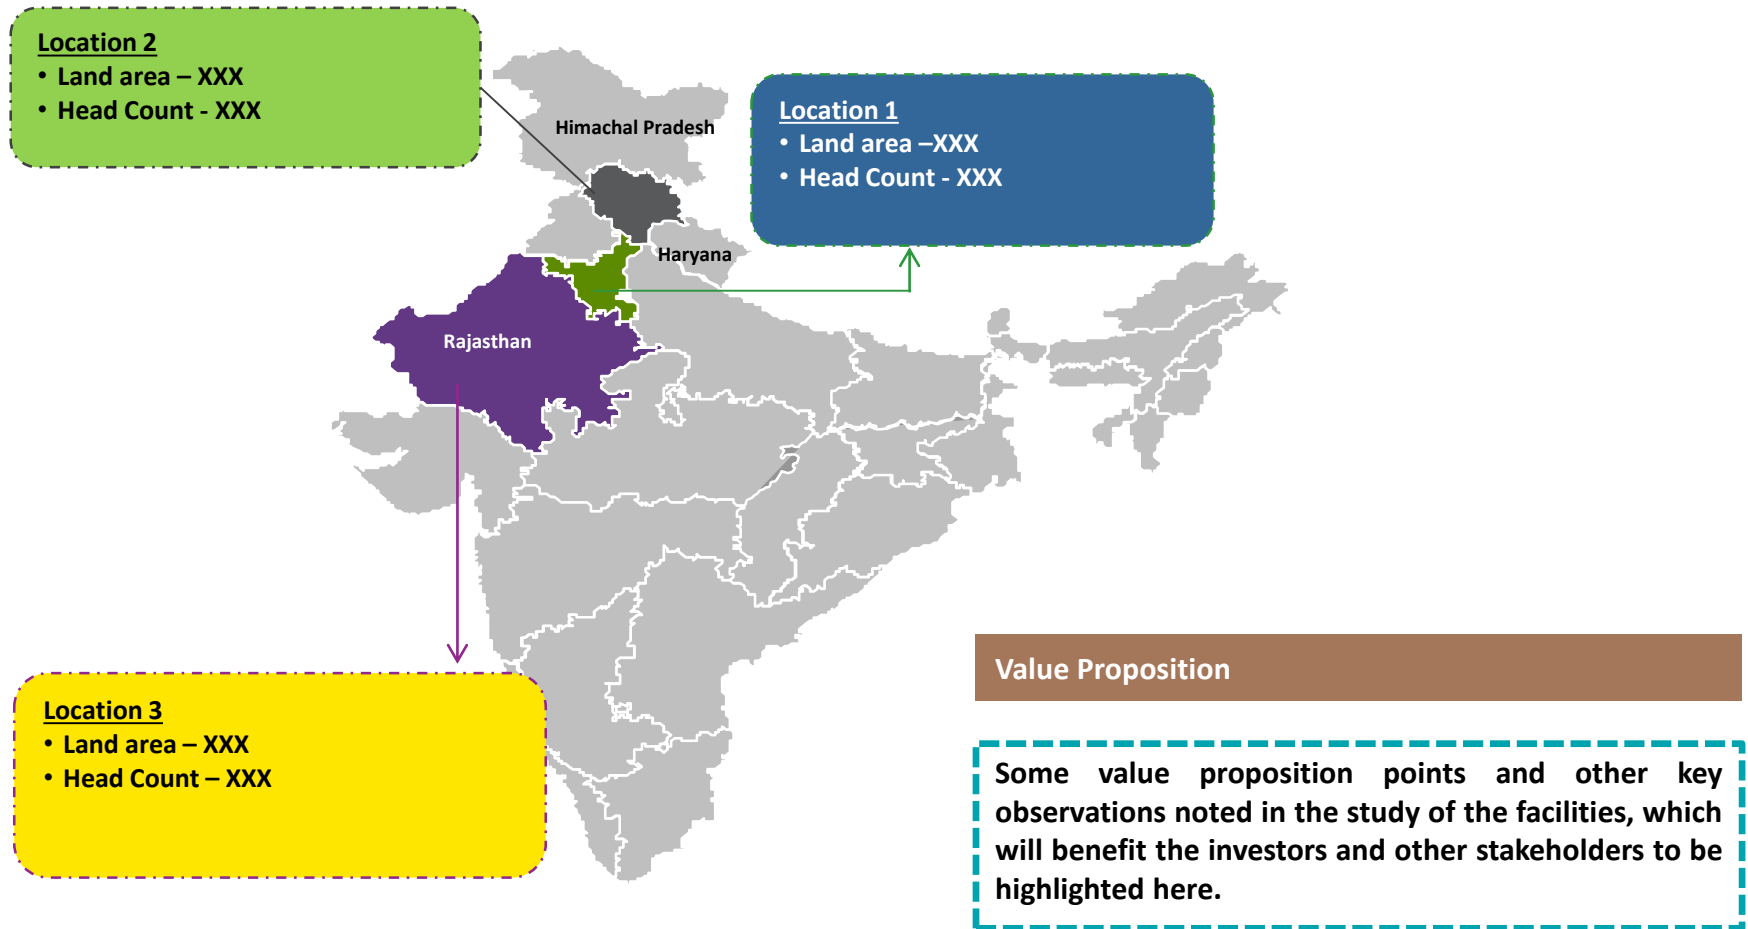 Location 2
• Land area – XXX
• Head Count - XXX
Himachal Pradesh
Location 1
• Land area –XXX
• Head Count - XXX
Haryana
Rajasthan
Location 3
• Land area – XXX
• Head Count – XXX
Value Proposition
Some value proposition points and other key
observations noted in the study of the facilities, which
will benefit the investors and other stakeholders to be
highlighted here.